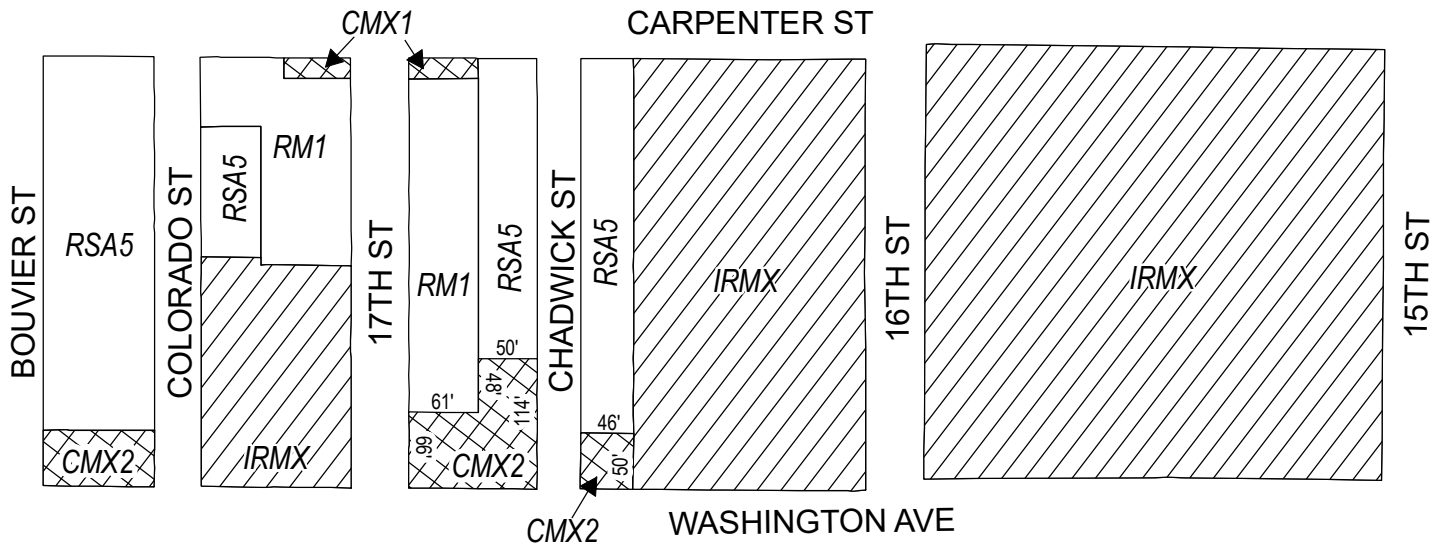 CMX1
CARPENTER ST
BOUVIER ST
RSA5
CMX2
COLORADO ST
RSA5
RM1
IRMX
17TH ST
RM1
RSA5
50'
48'
114'
61'
66'
CMX2
CHADWICK ST
RSA5
46'
50'
CMX2
IRMX
16TH ST
IRMX
15TH ST
WASHINGTON AVE